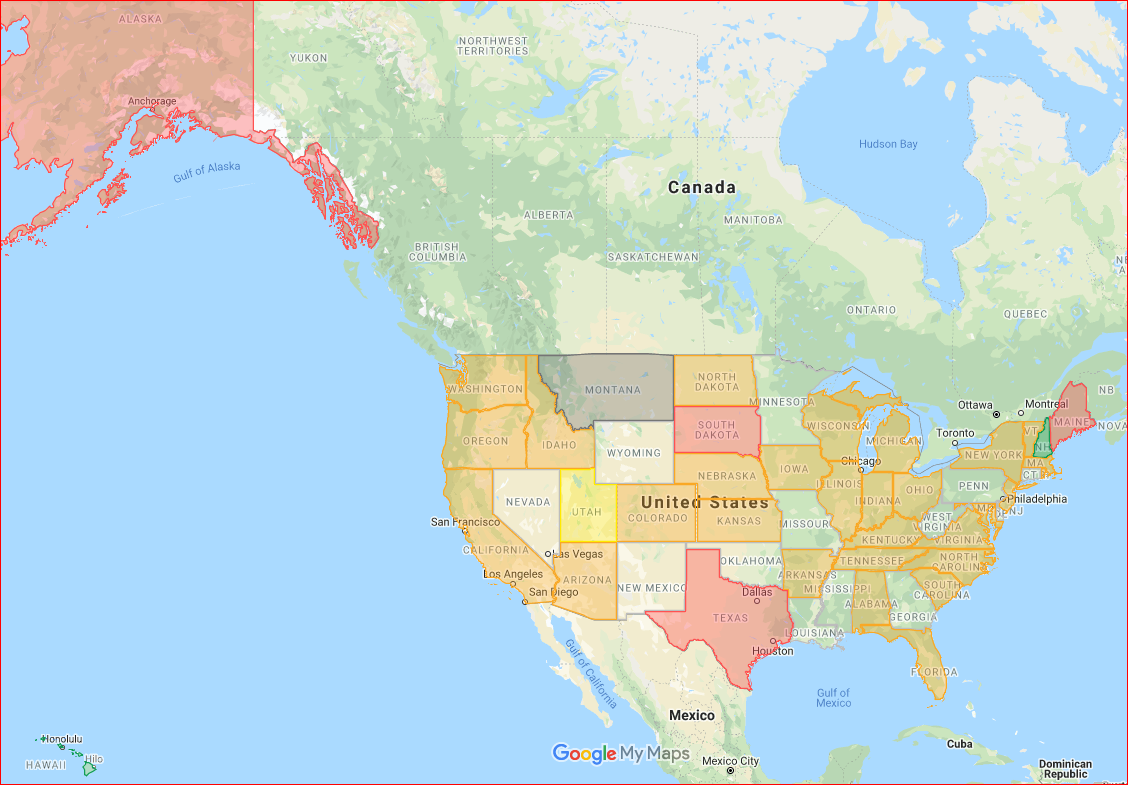 ALASKA
NORTHWEST
TERRITORIES
YUKON
Anchorage
Hudson Bay
Gulf of Alaska
Canada
ALBERTA
MANITOBA
BRITISH
COLUMBIA
SASKATCHEWAN
ONTARIO
QUEBEC
WASHINGTON
MONTANA
NORTH
DAKOTA
MINNESOTA
Ottawa
Montreal
NB
MAINE
NOVA
OREGON
IDAHO
SOUTH
DAKOTA
WISCONSIN
MICHIGAN
Toronto
VT
NH
WYOMING
NEW YORK
MA
CT
Chicago
IOWA
NEBRASKA
ILLINOIS
INDIANA
OHIO
PENN
NEVADA
UTAH
United States
COLORADO
KANSAS
MISSOURI
WEST
VIRGINIA
MD
DE
NJ
Philadelphia
San Francisco
CALIFORNIA
Las Vegas
KENTUCKY
VIRGINIA
OKLAHOMA
TENNESSEE
NORTH
CAROLINA
Los Angeles
ARIZONA
NEW MEXICO
ARKANSAS
SOUTH
CAROLINA
San Diego
Dallas
MISSISSIPPI
ALABAMA
GEORGIA
TEXAS
LOUISIANA
Houston
FLORIDA
Gulf of California
Gulf of
Mexico
Mexico
Honolulu
HAWAII
Hilo
Google My Maps
Mexico City
Cuba
Dominican
Republic